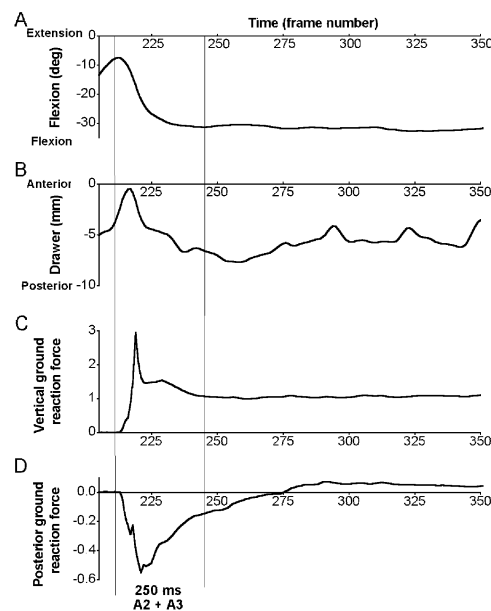 A
Time (frame number)
Extension
0
225 250 275 300 325 350
-10
-20
-30
Flexion (deg)
Flexion
B
Anterior
0
225 250 275 300 325 350
-5
-10
Drawer (mm)
Posterior
C
3
2
1
0
225 250 275 300 325 350
Vertical ground
reaction force
D
0.0
225 250 275 300 325 350
-0.2
-0.4
-0.6
Posterior ground
reaction force
250 ms
A2 + A3